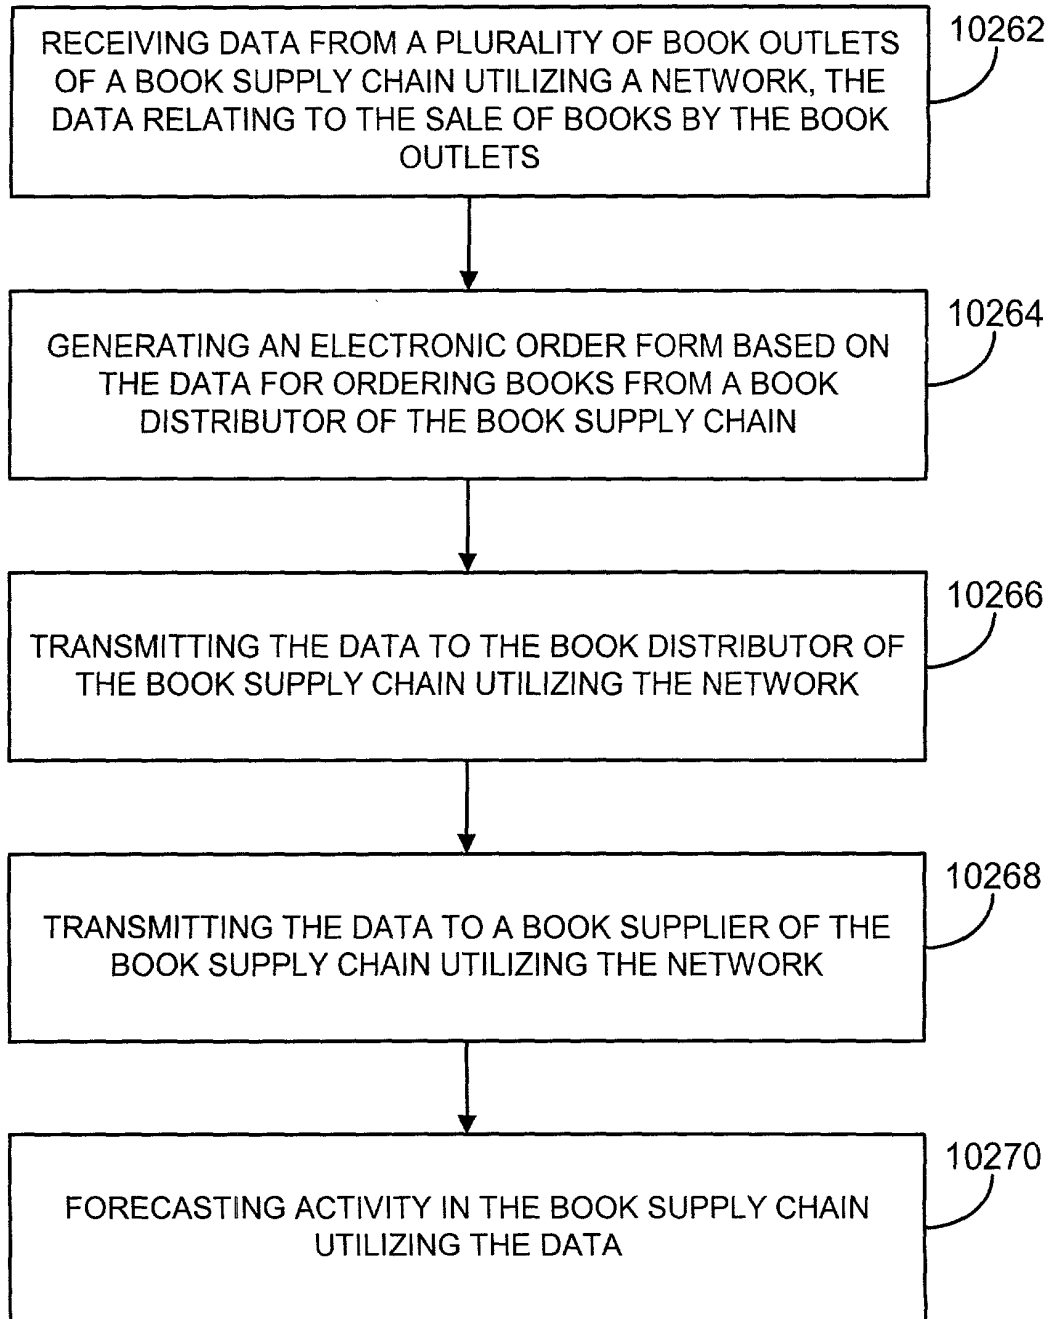 RECEIVING DATA FROM A PLURALITY OF BOOK OUTLETS
OF A BOOK SUPPLY CHAIN UTILIZING A NETWORK, THE
DATA RELATING TO THE SALE OF BOOKS BY THE BOOK
OUTLETS
10262
GENERATING AN ELECTRONIC ORDER FORM BASED ON
THE DATA FOR ORDERING BOOKS FROM A BOOK
DISTRIBUTOR OF THE BOOK SUPPLY CHAIN
10264
TRANSMITTING THE DATA TO THE BOOK DISTRIBUTOR OF
THE BOOK SUPPLY CHAIN UTILIZING THE NETWORK
10266
TRANSMITTING THE DATA TO A BOOK SUPPLIER OF THE
BOOK SUPPLY CHAIN UTILIZING THE NETWORK
10268
FORECASTING ACTIVITY IN THE BOOK SUPPLY CHAIN
UTILIZING THE DATA
10270